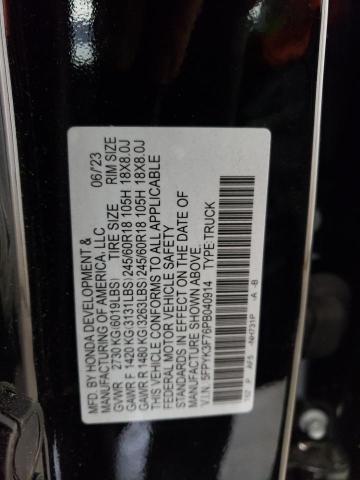 MFD. BY HONDA DEVELOPMENT & 06/23
MANUFACTURING OF AMERICA, LLC
GVWR 2730 KG(6019LBS) TIRE SIZE RIM SIZE
GAWR F 1420 KG(3131LBS)245/60R18 105H 18X8.0J
GAWR R 1480 KG(3263LBS)245/60R18 105H 18X8.0J
THIS VEHICLE CONFORMS TO ALL APPLICABLE
FEDERAL MOTOR VEHICLE SAFETY
STANDARDS IN EFFECT ON THE DATE OF
MANUFACTURE SHOWN ABOVE.
V.I.N. 5FPYK3F76PB040914 TYPE:TRUCK
P AF5 -NH731P -A -B